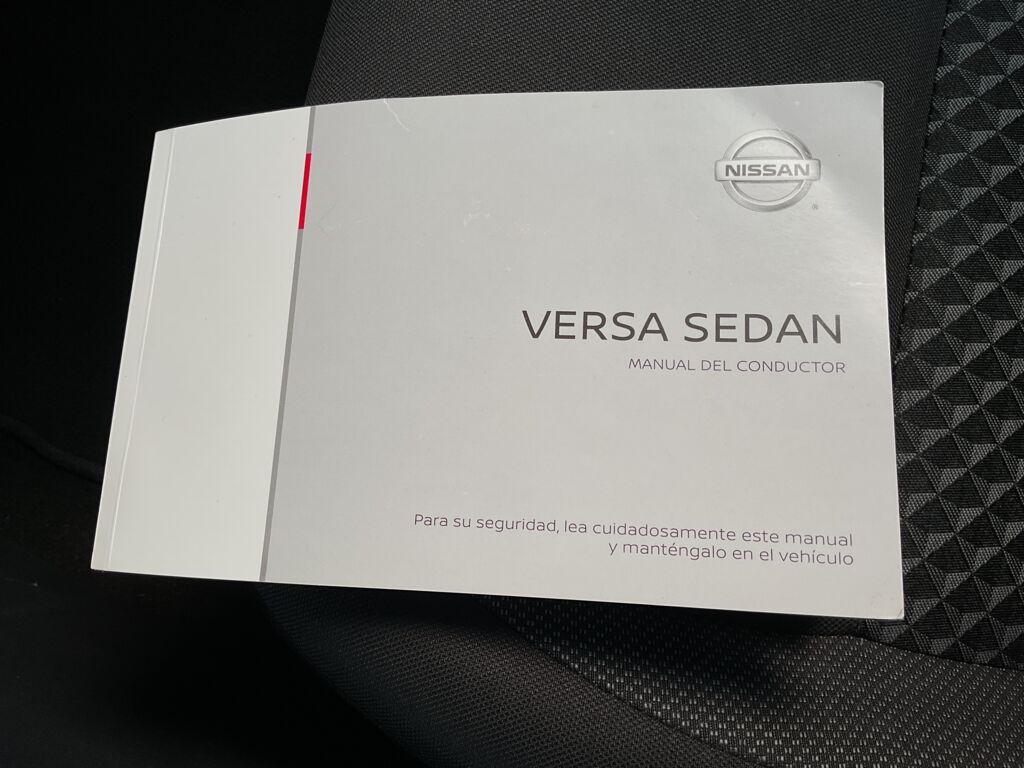 NISSAN
®
VERSA SEDAN
MANUAL DEL CONDUCTOR
Para su seguridad, lea cuidadosamente este manual
y manténgalo en el vehículo